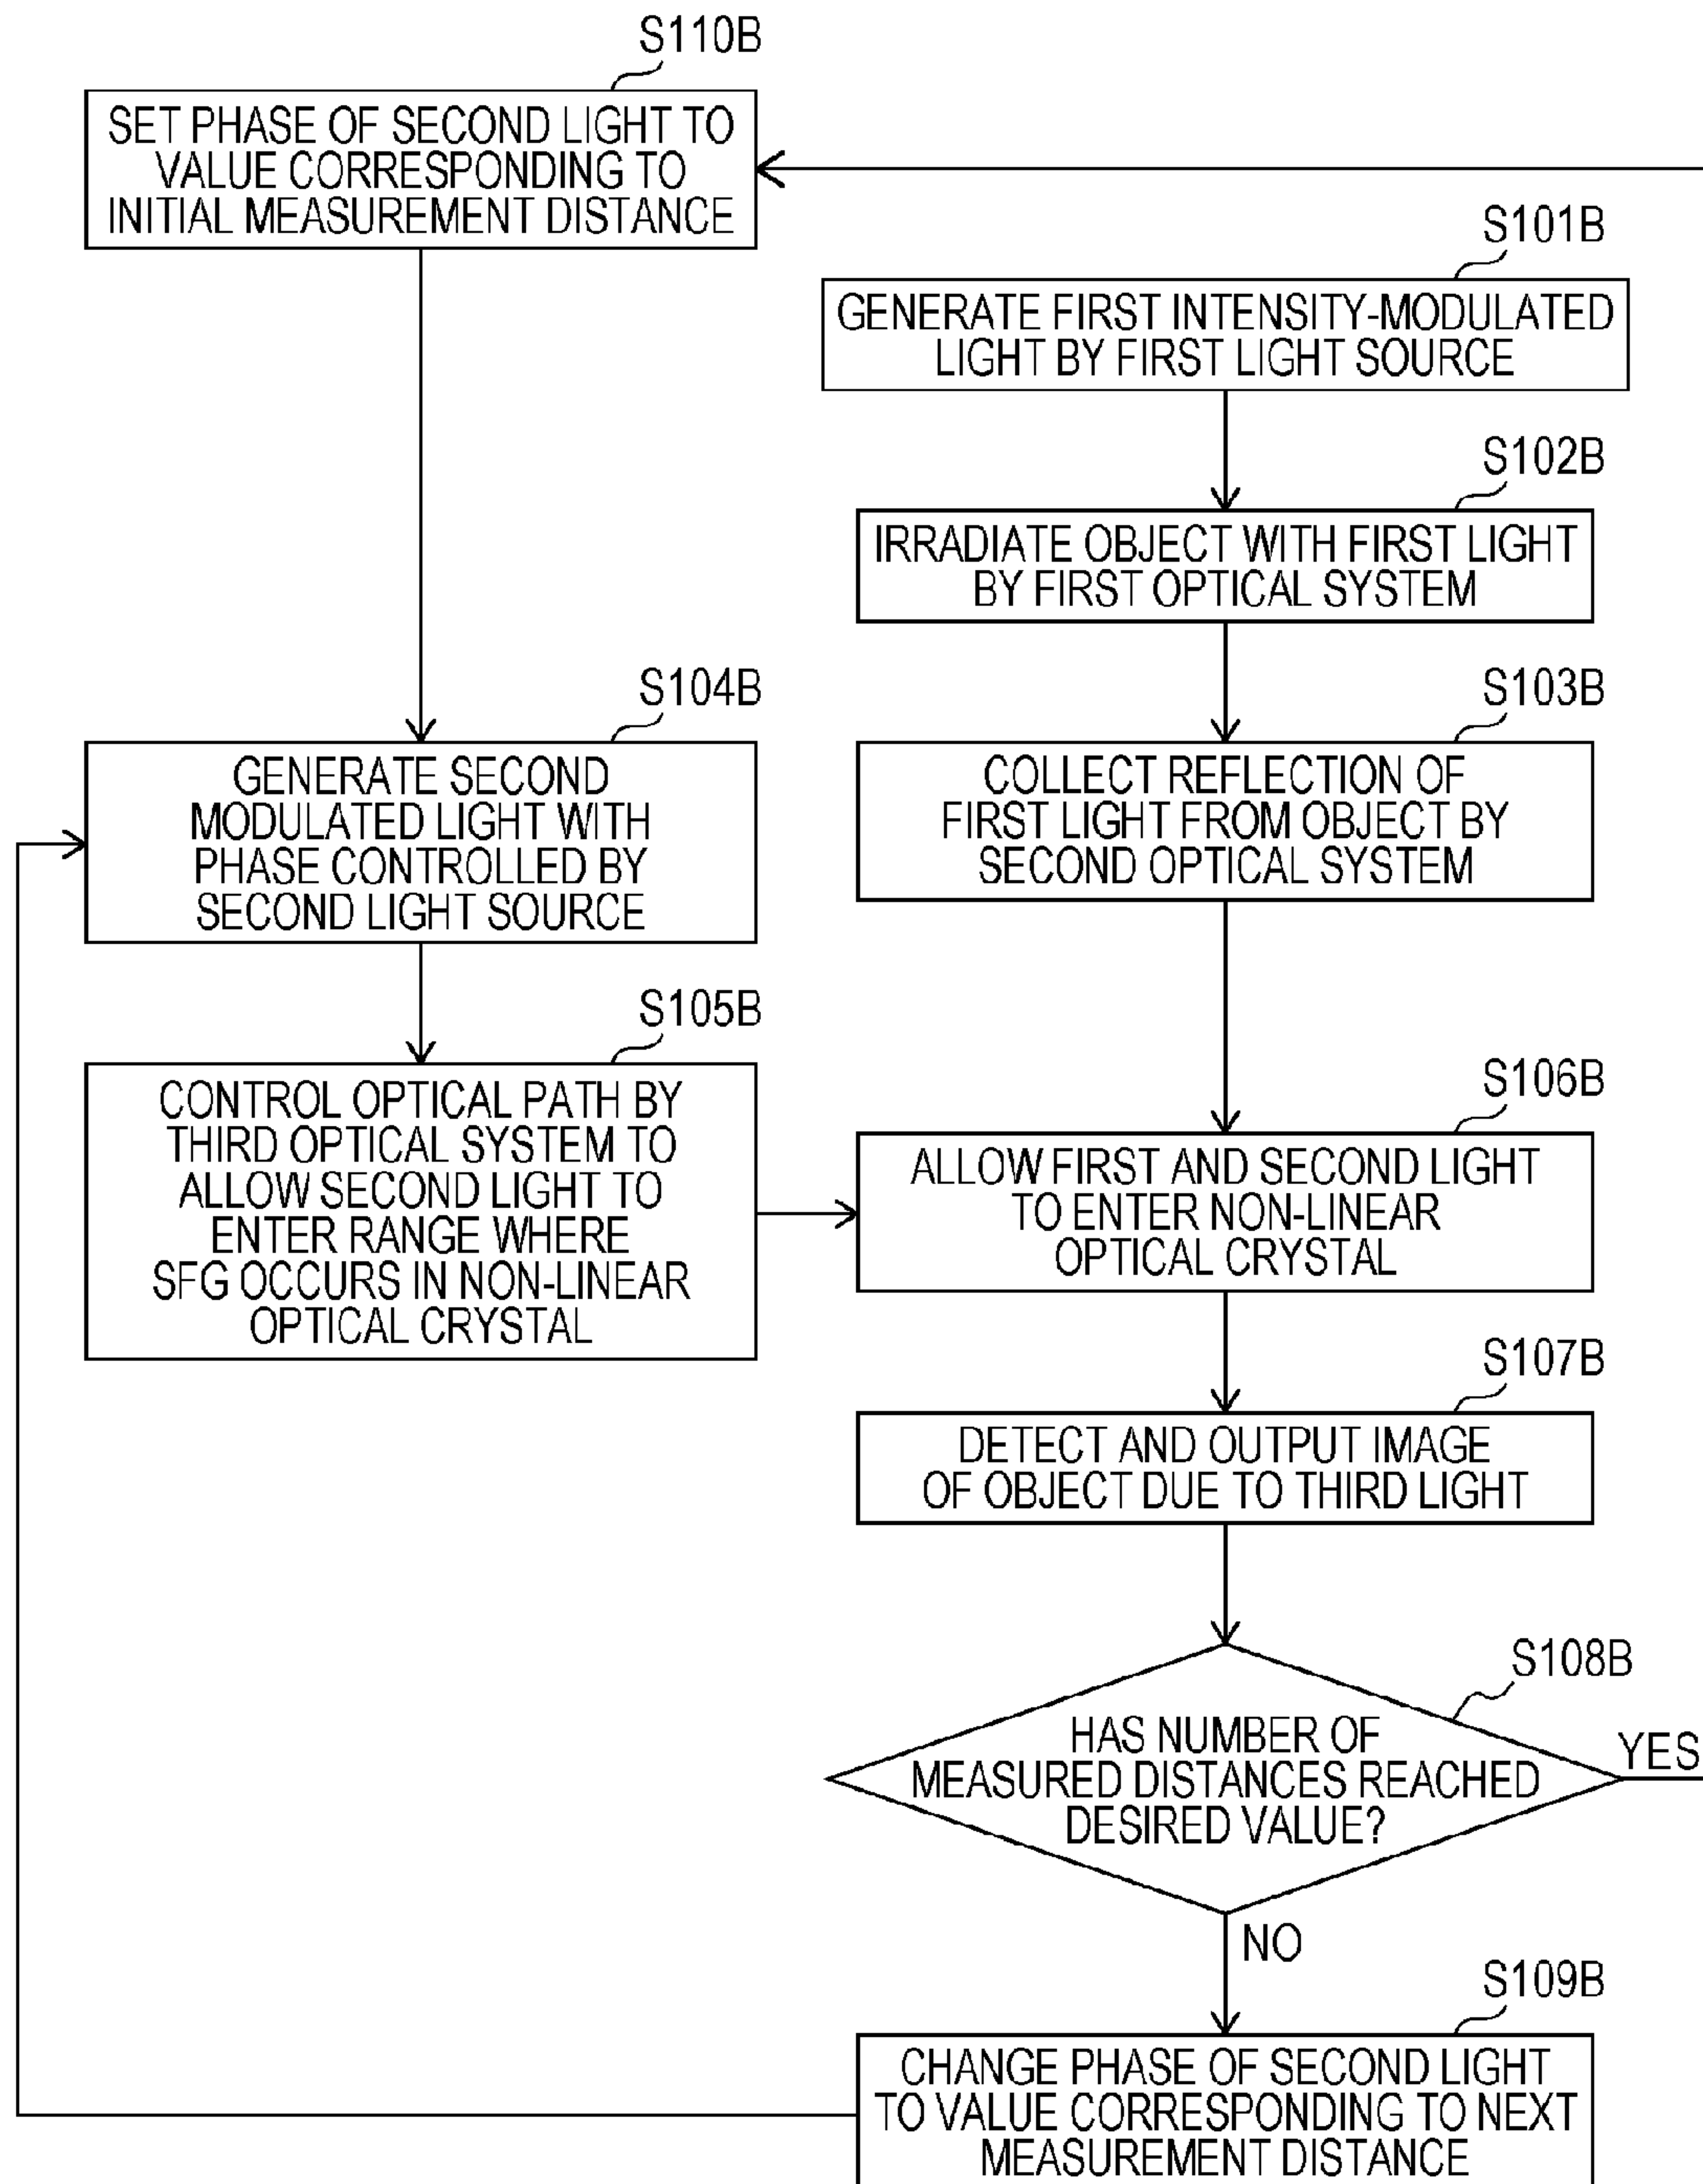 S110B
SET PHASE OF SECOND LIGHT TO
VALUE CORRESPONDING TO
INITIAL MEASUREMENT DISTANCE
S101B
GENERATE FIRST INTENSITY-MODULATED
LIGHT BY FIRST LIGHT SOURCE
S102B
IRRADIATE OBJECT WITH FIRST LIGHT
BY FIRST OPTICAL SYSTEM
S104B
GENERATE SECOND
MODULATED LIGHT WITH
PHASE CONTROLLED BY
SECOND LIGHT SOURCE
S103B
COLLECT REFLECTION OF
FIRST LIGHT FROM OBJECT BY
SECOND OPTICAL SYSTEM
S105B
CONTROL OPTICAL PATH BY
THIRD OPTICAL SYSTEM TO
ALLOW SECOND LIGHT TO
ENTER RANGE WHERE
SFG OCCURS IN NON-LINEAR
OPTICAL CRYSTAL
S106B
ALLOW FIRST AND SECOND LIGHT
TO ENTER NON-LINEAR
OPTICAL CRYSTAL
S107B
DETECT AND OUTPUT IMAGE
OF OBJECT DUE TO THIRD LIGHT
S108B
HAS NUMBER OF
MEASURED DISTANCES REACHED
DESIRED VALUE?
YES
NO
S109B
CHANGE PHASE OF SECOND LIGHT
TO VALUE CORRESPONDING TO NEXT
MEASUREMENT DISTANCE